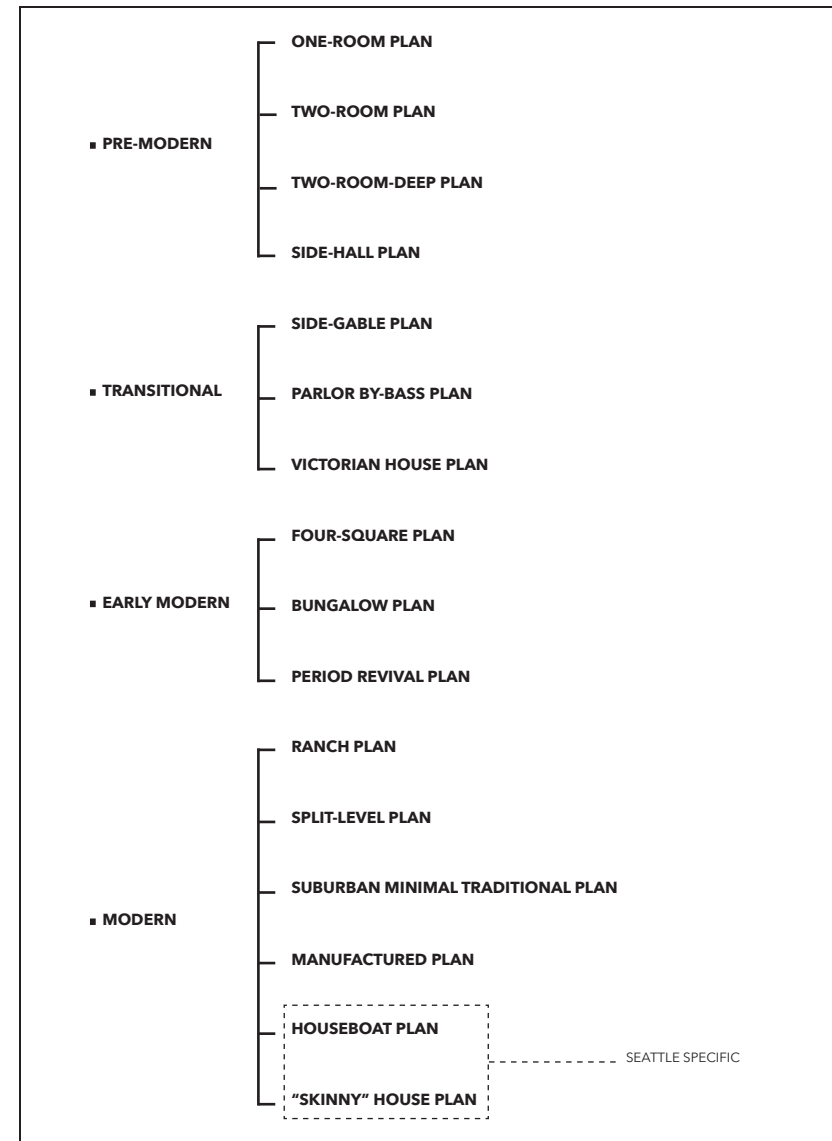 ONE-ROOM PLAN
TWO-ROOM PLAN
▪ PRE-MODERN
TWO-ROOM-DEEP PLAN
SIDE-HALL PLAN
SIDE-GABLE PLAN
▪ TRANSITIONAL
PARLOR BY-BASS PLAN
VICTORIAN HOUSE PLAN
FOUR-SQUARE PLAN
▪ EARLY MODERN
BUNGALOW PLAN
PERIOD REVIVAL PLAN
RANCH PLAN
SPLIT-LEVEL PLAN
SUBURBAN MINIMAL TRADITIONAL PLAN
▪ MODERN
MANUFACTURED PLAN
HOUSEBOAT PLAN
SEATTLE SPECIFIC
“SKINNY” HOUSE PLAN